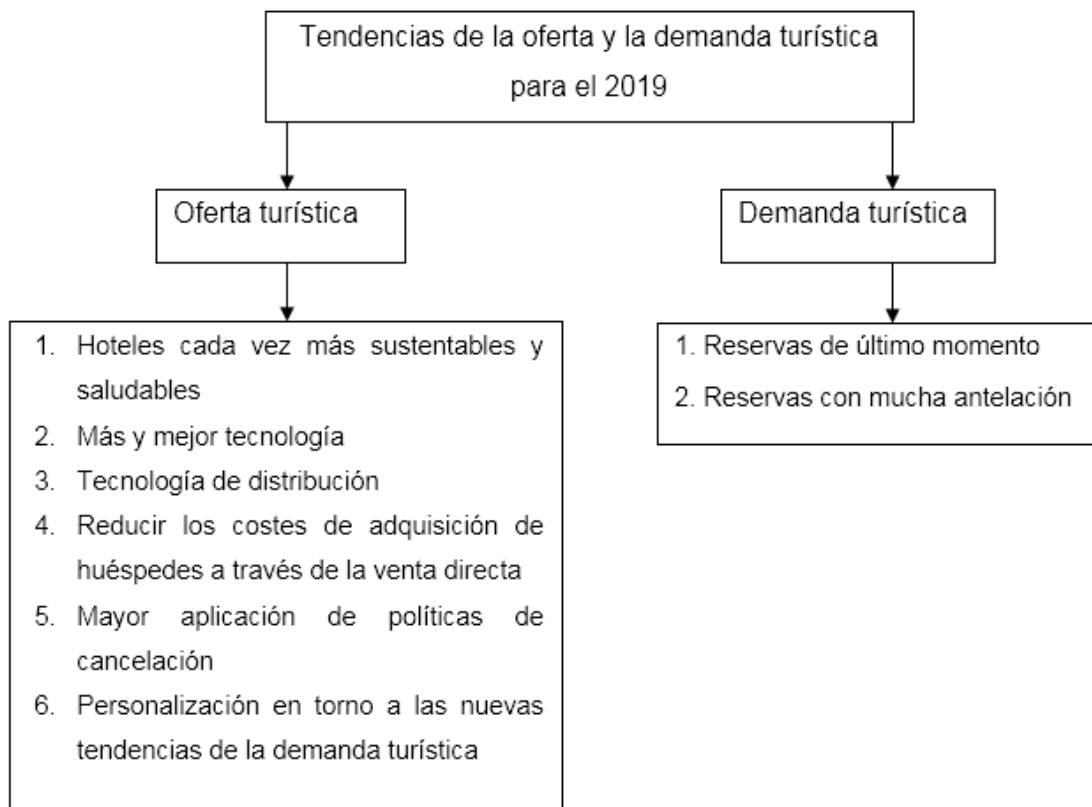 Tendencias de la oferta y la demanda turística
para el 2019
Oferta turística
Demanda turística
1. Hoteles cada vez más sustentables y
saludables
2. Más y mejor tecnología
3. Tecnología de distribución
4. Reducir los costes de adquisición de
huéspedes a través de la venta directa
5. Mayor aplicación de políticas de
cancelación
6. Personalización en torno a las nuevas
tendencias de la demanda turística
1. Reservas de último momento
2. Reservas con mucha antelación